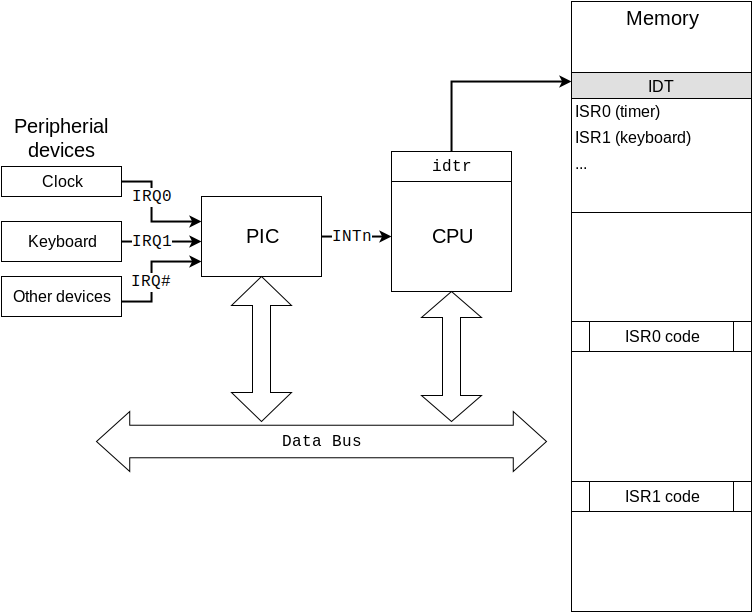 Memory
IDT
ISR0 (timer)
ISR1 (keyboard)
...
Peripherial
devices
Clock
Keyboard
Other devices
IRQ0
IRQ1
IRQ#
PIC
INTn
idtr
CPU
ISR0 code
Data Bus
ISR1 code